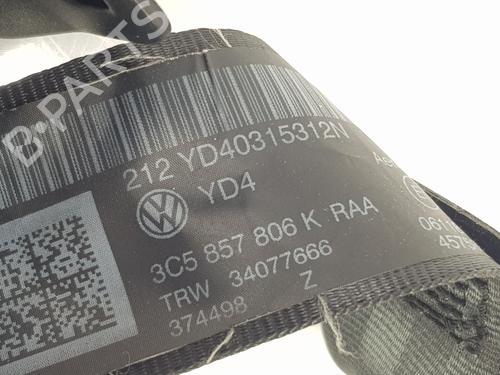 B-PARTS
212 YD40315312N
YD4
3C5 857 806 K RAA
TRW 34077666
374498 Z